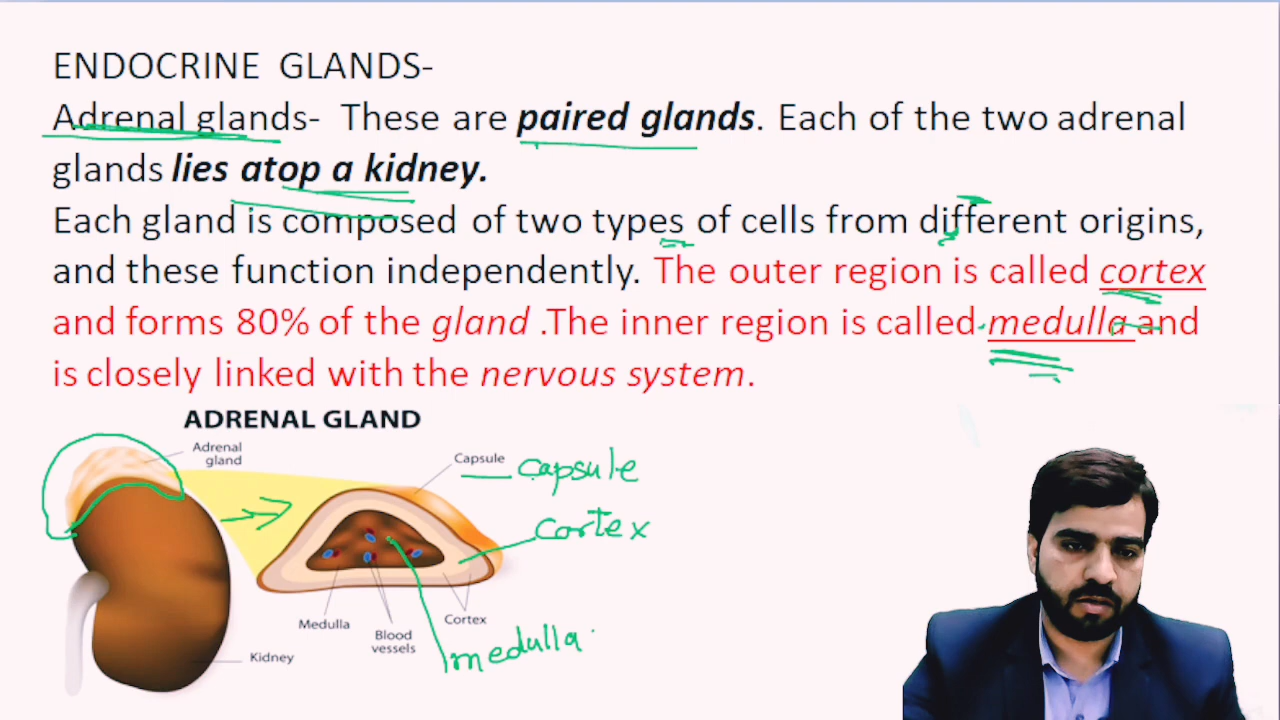 ENDOCRINE GLANDS-
Adrenal glands- These are paired glands. Each of the two adrenal
glands lies atop a kidney.
Each gland is composed of two types of cells from different origins,
and these function independently. The outer region is called cortex
and forms 80% of the gland .The inner region is called medulla and
is closely linked with the nervous system.
ADRENAL GLAND
Adrenal
gland
Capsule
capsule
cortex
Medulla
Blood
vessels
Cortex
medulla
Kidney